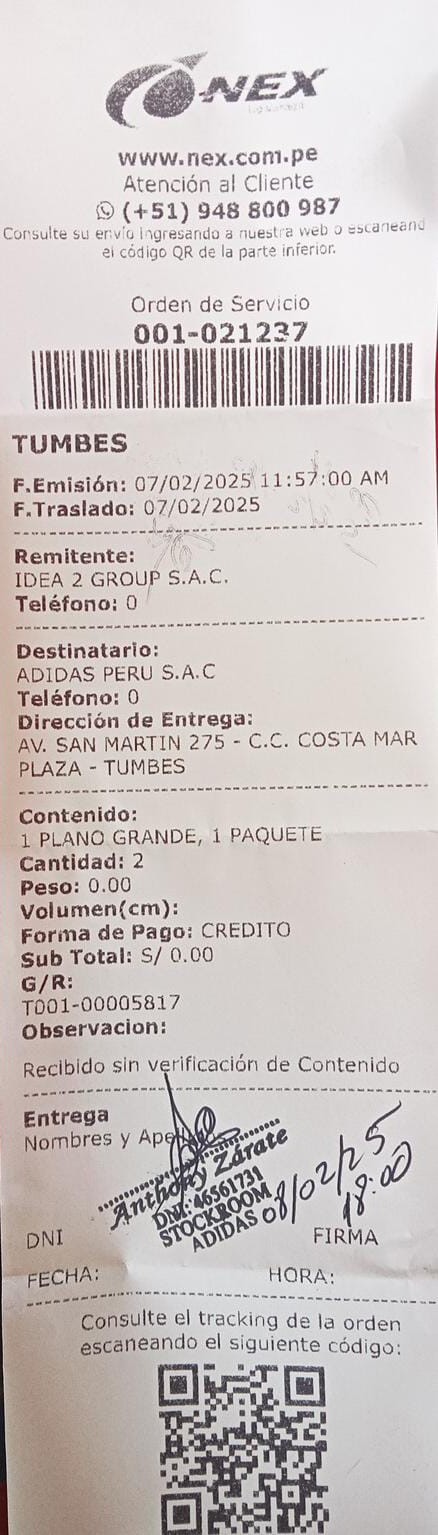 NEX
www.nex.com.pe
Atención al Cliente
(+51) 948 800 987
Consulte su envío Ingresando a nuestra web o escaneand
el código QR de la parte inferior.
Orden de Servicio
001-021237
TUMBES
F.Emisión: 07/02/2025 11:57:00 AM
F.Traslado: 07/02/2025
Remitente:
IDEA 2 GROUP S.A.C.
Teléfono: 0
Destinatario:
ADIDAS PERU S.A.C
Teléfono: 0
Dirección de Entrega:
AV. SAN MARTIN 275 - C.C. COSTA MAR
PLAZA - TUMBES
Contenido:
1 PLANO GRANDE, 1 PAQUETE
Cantidad: 2
Peso: 0.00
Volumen(cm):
Forma de Pago: CREDITO
Sub Total: S/ 0.00
G/R:
T001-00005817
Observacion:
Recibido sin verificación de Contenido
Entrega
Nombres y Ape
Anthony Zárate
DNI: 46561731
STOCKROOM
ADIDAS
08/02/25
18:00
DNI
FIRMA
FECHA:
HORA:
Consulte el tracking de la orden
escaneando el siguiente código: